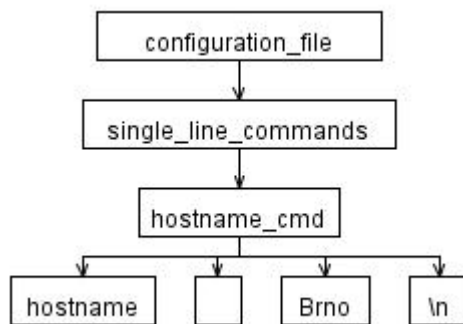 configuration_file
single_line_commands
hostname_cmd
hostname Brno \n